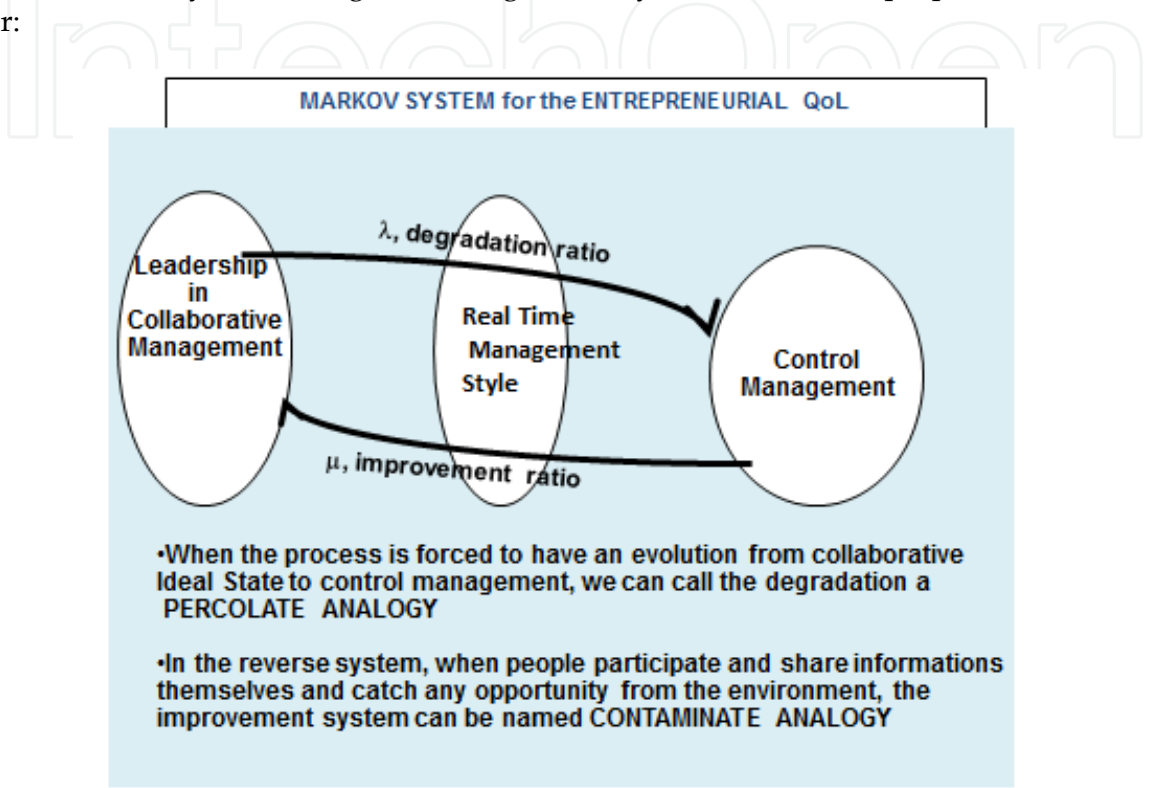 r:
IntechOpen
MARKOV SYSTEM for the ENTREPRENEURIAL QoL
λ, degradation ratio
Leadership
in
Collaborative
Management
Real Time
Management
Style
Control
Management
μ, improvement ratio
•When the process is forced to have an evolution from collaborative
Ideal State to control management, we can call the degradation a
PERCOLATE ANALOGY
•In the reverse system, when people participate and share informations
themselves and catch any opportunity from the environment, the
improvement system can be named CONTAMINATE ANALOGY